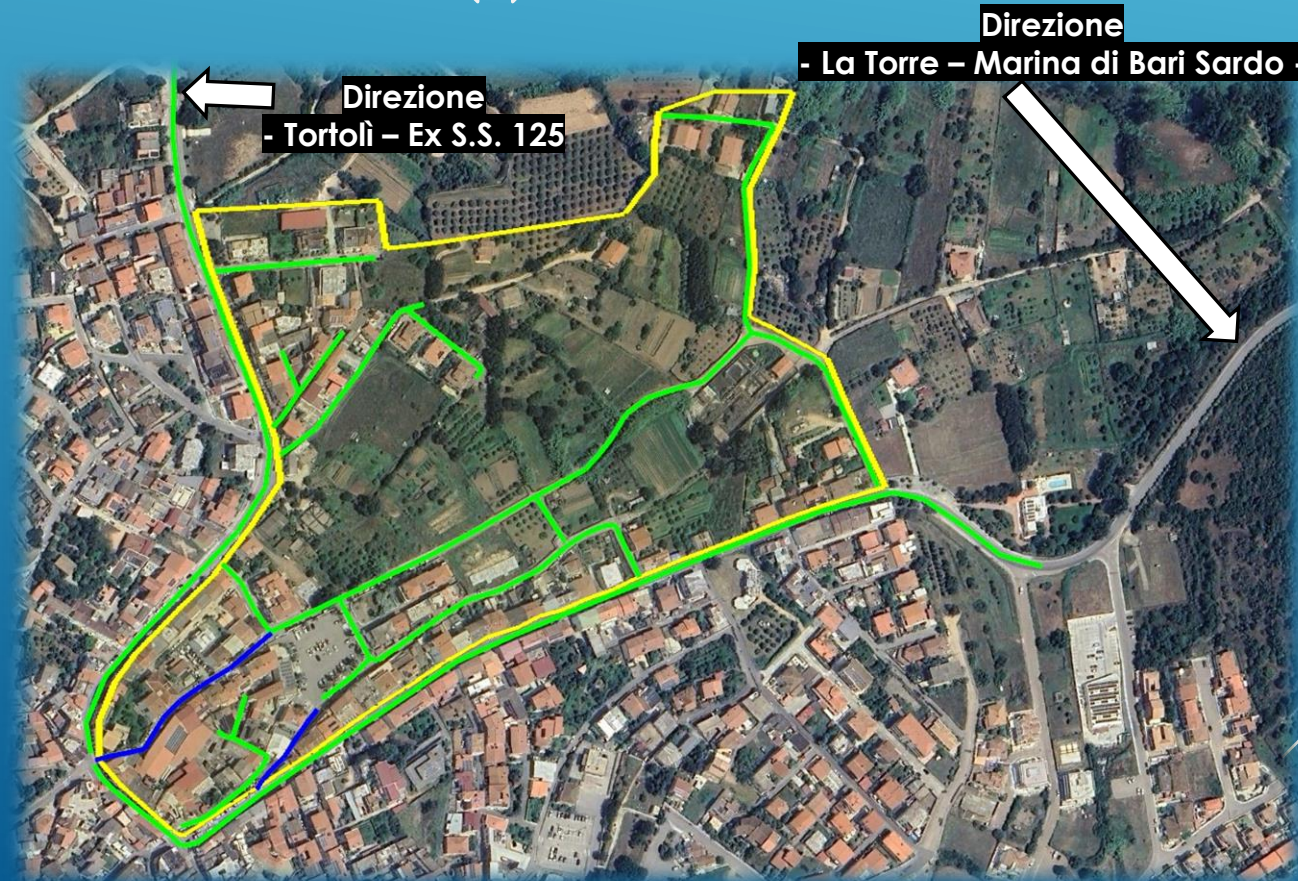 Direzione
- La Torre – Marina di Bari Sardo -
Direzione
- Tortolì – Ex S.S. 125